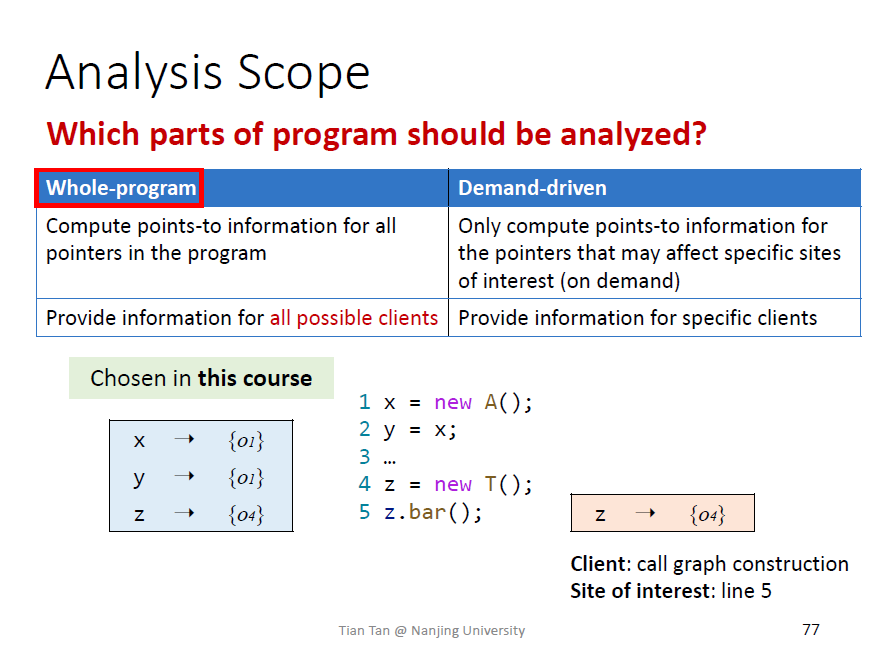 Analysis Scope
Which parts of program should be analyzed?
Whole-program
Demand-driven
Compute points-to information for all
pointers in the program
Only compute points-to information for
the pointers that may affect specific sites
of interest (on demand)
Provide information for all possible clients
Provide information for specific clients
Chosen in this course
x → {o1}
y → {o1}
z → {o4}
1 x = new A();
2 y = x;
3 …
4 z = new T();
5 z.bar();
z → {o4}
Client: call graph construction
Site of interest: line 5
Tian Tan @ Nanjing University
77